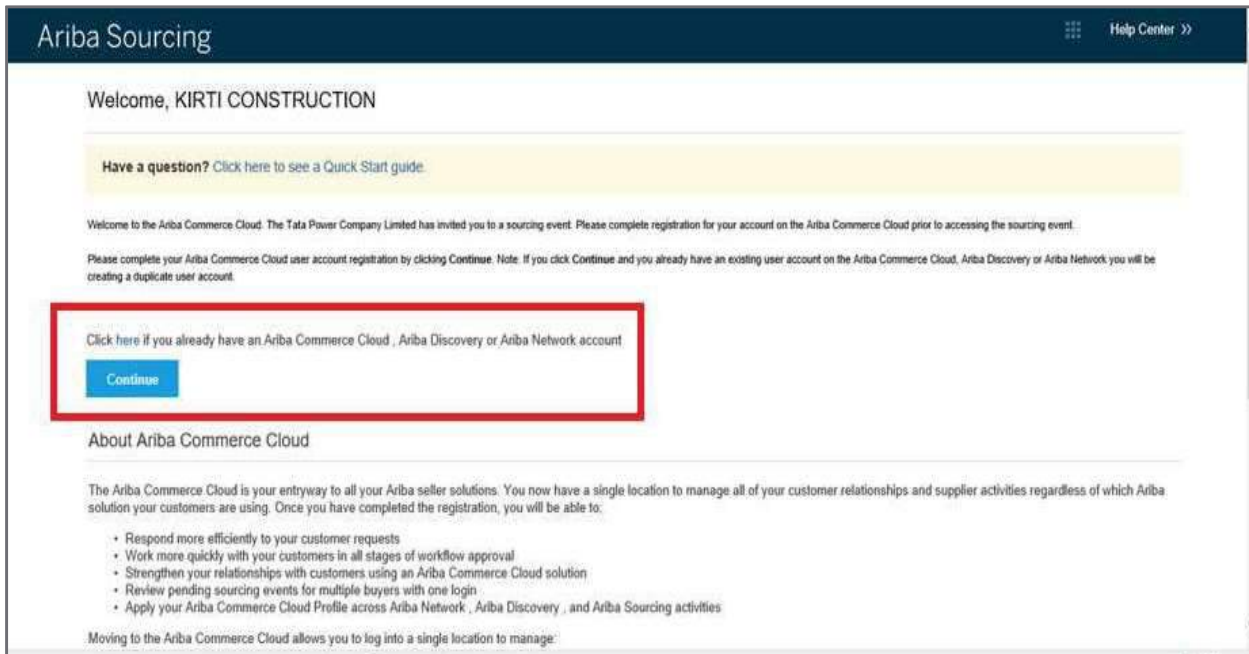 Ariba Sourcing
Help Center »
Welcome, KIRTI CONSTRUCTION
Have a question? Click here to see a Quick Start guide.
Welcome to the Ariba Commerce Cloud. The Tata Power Company Limited has invited you to a sourcing event. Please complete registration for your account on the Ariba Commerce Cloud prior to accessing the sourcing event.
Please complete your Ariba Commerce Cloud user account registration by clicking Continue. Note: If you click Continue and you already have an existing user account on the Ariba Commerce Cloud, Ariba Discovery or Ariba Network you will be
creating a duplicate user account.
Click here if you already have an Ariba Commerce Cloud , Ariba Discovery or Ariba Network account
Continue
About Ariba Commerce Cloud
The Ariba Commerce Cloud is your entryway to all your Ariba seller solutions. You now have a single location to manage all of your customer relationships and supplier activities regardless of which Ariba
solution your customers are using. Once you have completed the registration, you will be able to:
• Respond more efficiently to your customer requests
• Work more quickly with your customers in all stages of workflow approval
• Strengthen your relationships with customers using an Ariba Commerce Cloud solution
• Review pending sourcing events for multiple buyers with one login
• Apply your Ariba Commerce Cloud Profile across Ariba Network , Ariba Discovery , and Ariba Sourcing activities
Moving to the Ariba Commerce Cloud allows you to log into a single location to manage: